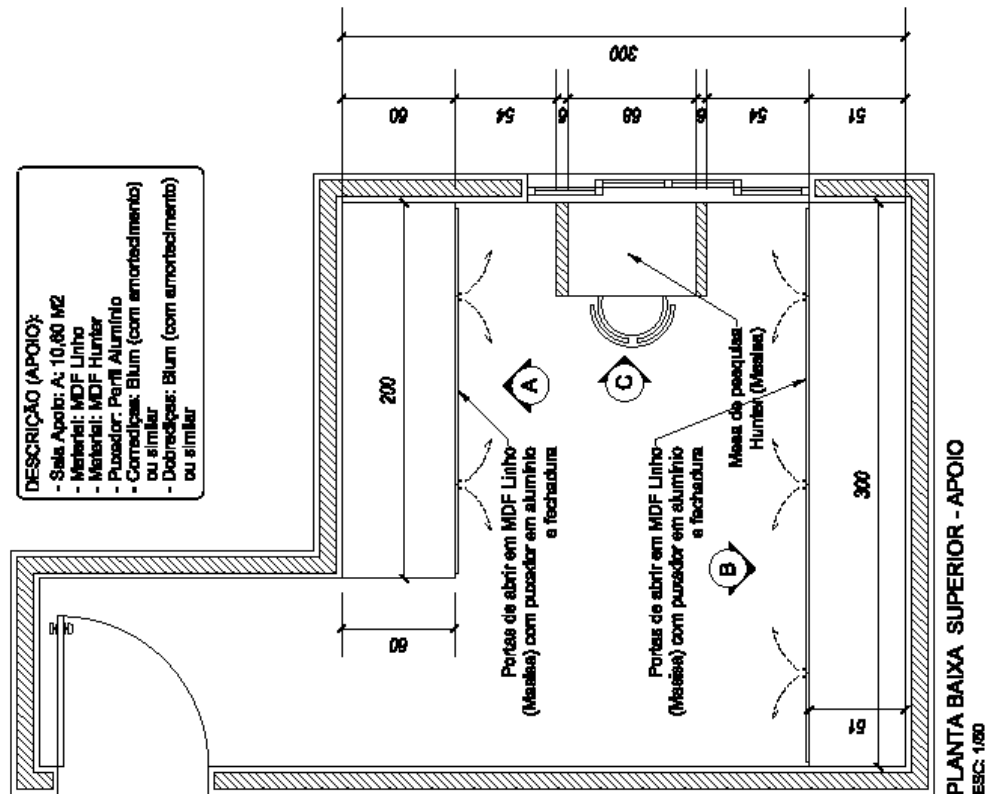 DESCRIÇÃO (APOIO):
- Sala Apoio: A: 10,60 M2
- Material: MDF Linho
- Material: MDF Hunter
- Puxador: Perfil Alumínio
- Corrediças: Blum (com amortecimento)
ou similar
- Dobradiças: Blum (com amortecimento)
ou similar
300
60
54
6
68
6
54
51
200
60
A
C
B
Portas de abrir em MDF Linho
(Masisa) com puxador em alumínio
e fechadura
Portas de abrir em MDF Linho
(Masisa) com puxador em alumínio
e fechadura
Mesa de pesquisa
Hunter (Masisa)
300
51
PLANTA BAIXA SUPERIOR - APOIO
ESC: 1/50